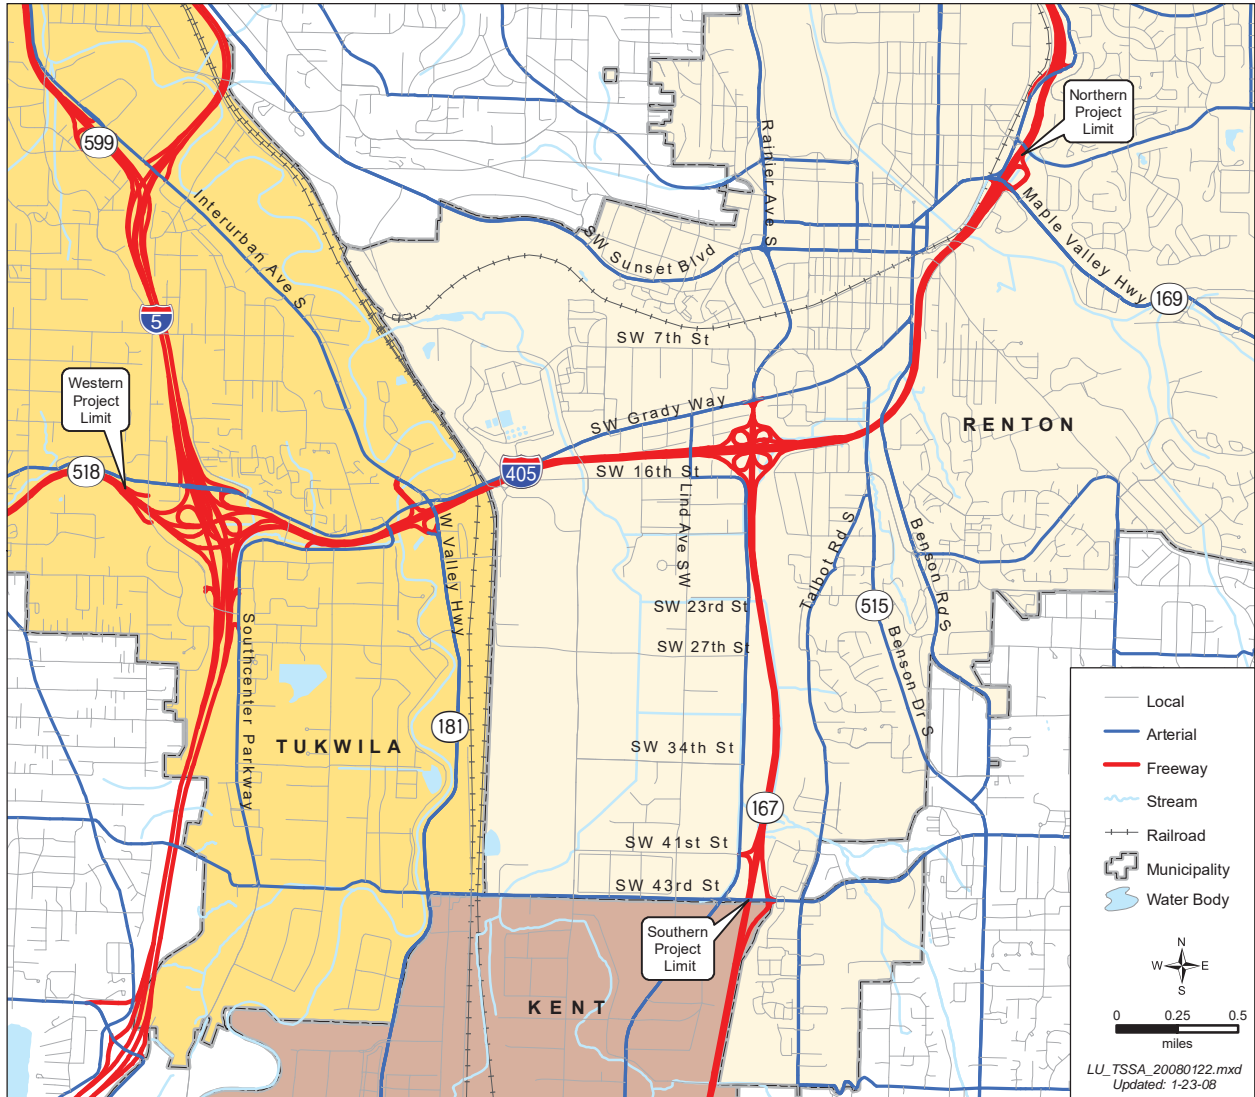 Northern
Project
Limit
599
Rainier Ave S
Interurban Ave S
Maple Valley Hwy
SW Sunset Blvd
169
5
SW 7th St
Western
Project
Limit
SW Grady Way
RENTON
518
405
SW 16th St
Lind Ave SW
W Valley Hwy
Talbot Rd S
Benson Rd S
515
SW 23rd St
Southcenter Parkway
SW 27th St
Benson Dr S
181
TUKWILA
SW 34th St
167
SW 41st St
SW 43rd St
Southern
Project
Limit
KENT
Local
Arterial
Freeway
Stream
Railroad
Municipality
Water Body
N
W E
S
0 0.25 0.5
miles
LU_TSSA_20080122.mxd
Updated: 1-23-08